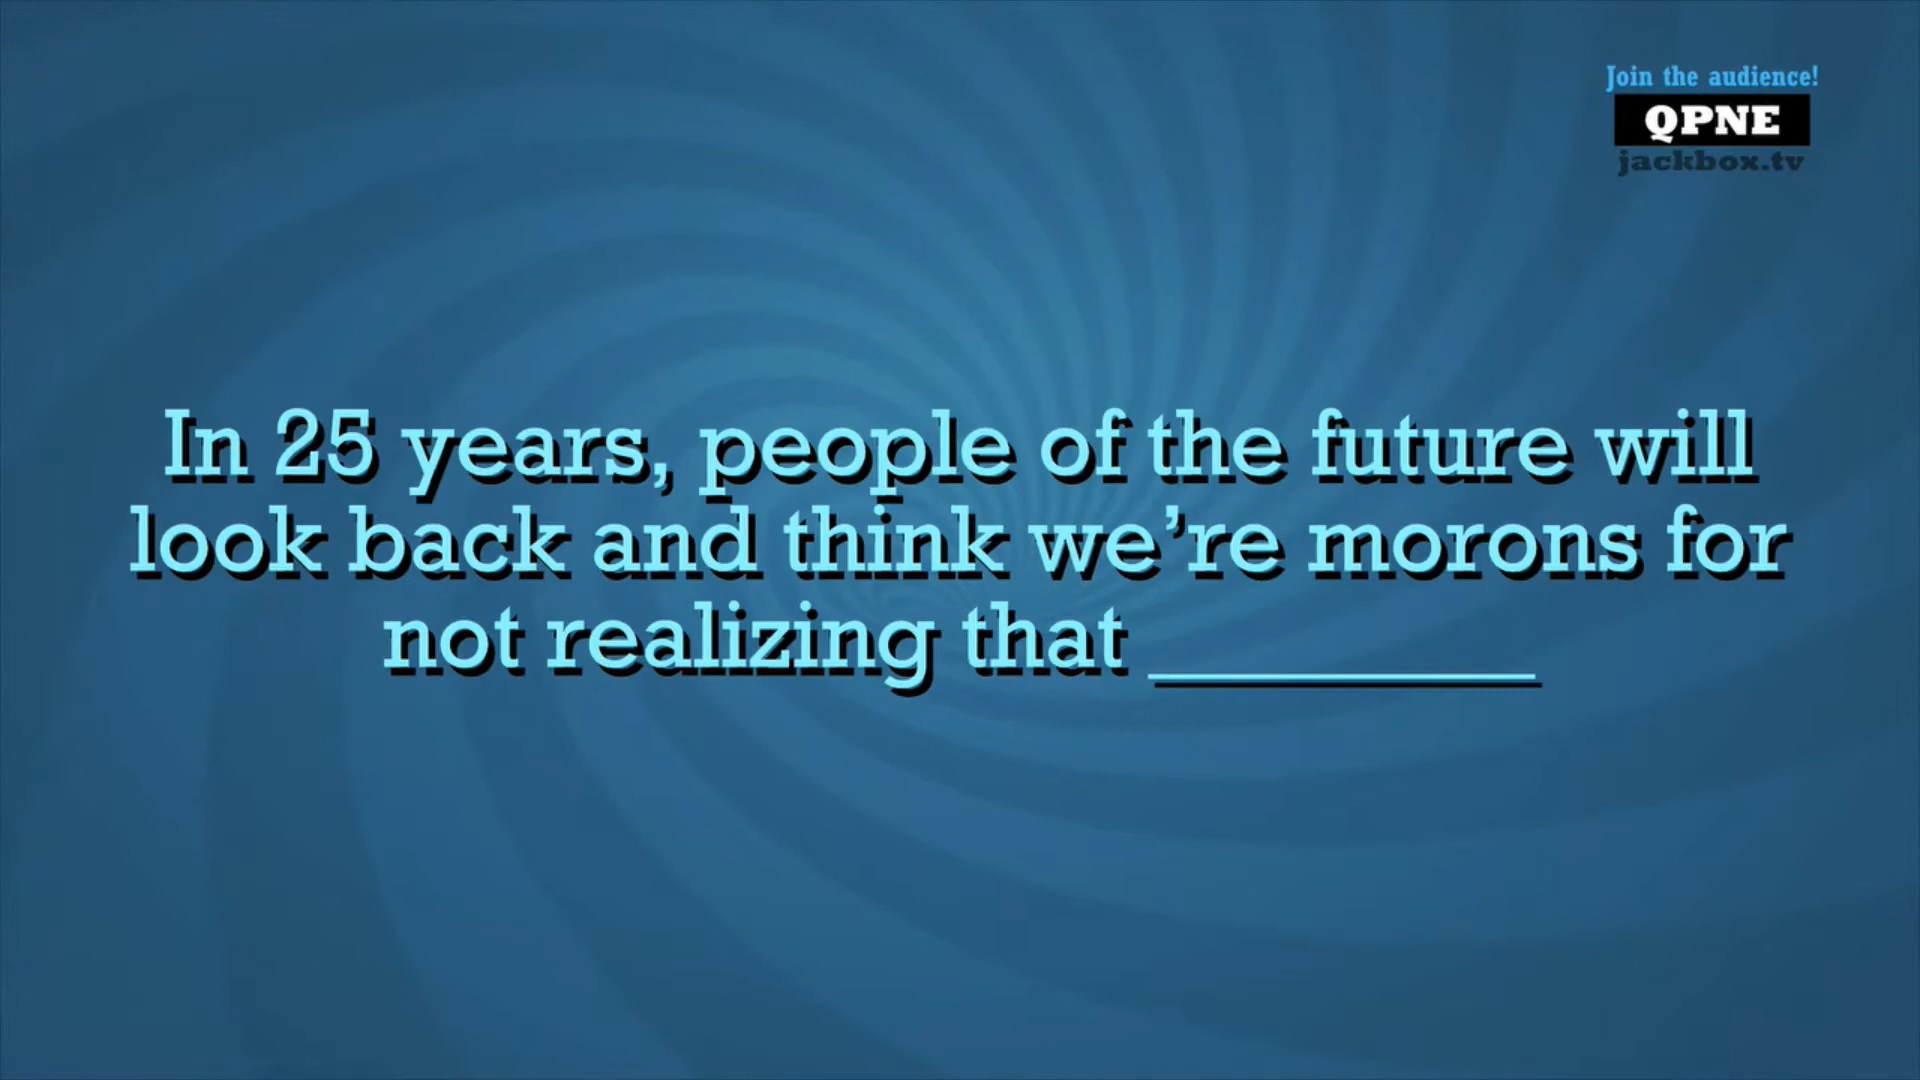 Join the audience!
QPNE
jackbox.tv
In 25 years, people of the future will
look back and think we’re morons for
not realizing that __________